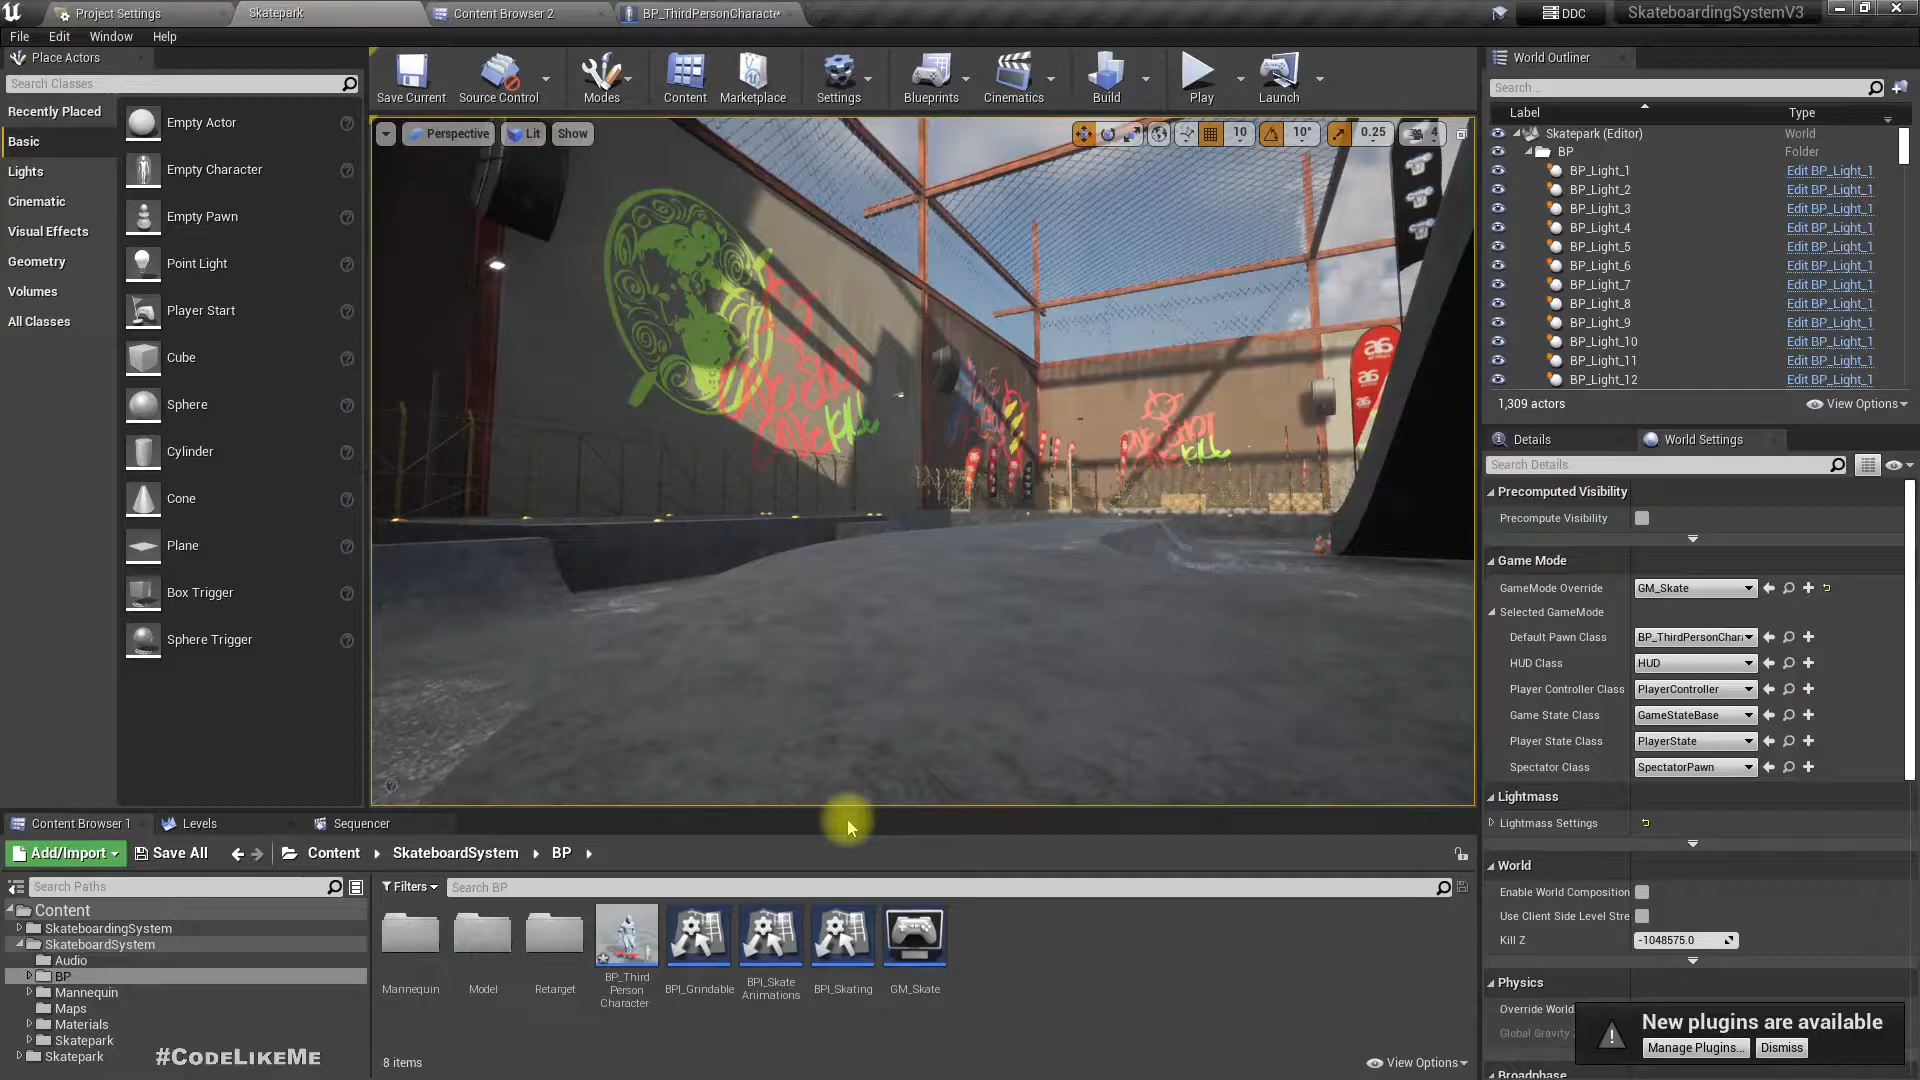 Project Settings
Skatepark
Content Browser 2
BP_ThirdPersonCharacte*
DDC
SkateboardingSystemV3
File Edit Window Help
Place Actors
Search Classes
Recently Placed
Basic
Lights
Cinematic
Visual Effects
Geometry
Volumes
All Classes
Empty Actor
Empty Character
Empty Pawn
Point Light
Player Start
Cube
Sphere
Cylinder
Cone
Plane
Box Trigger
Sphere Trigger
Save Current
Source Control
Modes
Content
Marketplace
Settings
Blueprints
Cinematics
Build
Play
Launch
Perspective
Lit
Show
10
10°
0.25
4
World Outliner
Search...
Label Type
Skatepark (Editor) World
BP Folder
BP_Light_1 Edit BP_Light_1
BP_Light_2 Edit BP_Light_1
BP_Light_3 Edit BP_Light_1
BP_Light_4 Edit BP_Light_1
BP_Light_5 Edit BP_Light_1
BP_Light_6 Edit BP_Light_1
BP_Light_7 Edit BP_Light_1
BP_Light_8 Edit BP_Light_1
BP_Light_9 Edit BP_Light_1
BP_Light_10 Edit BP_Light_1
BP_Light_11 Edit BP_Light_1
BP_Light_12 Edit BP_Light_1
1,309 actors
View Options
Details
World Settings
Search Details
Precomputed Visibility
Precompute Visibility
Game Mode
GameMode Override GM_Skate
Selected GameMode
Default Pawn Class BP_ThirdPersonChara
HUD Class HUD
Player Controller Class PlayerController
Game State Class GameStateBase
Player State Class PlayerState
Spectator Class SpectatorPawn
Lightmass
Lightmass Settings
World
Enable World Composition
Use Client Side Level Stre
Kill Z -1048575.0
Physics
Override World
Global Gravity
Broadphase
New plugins are available
Manage Plugins...
Dismiss
ONE SHOT
KILL
Content Browser 1
Levels
Sequencer
Add/Import
Save All
Content
SkateboardSystem
BP
Search Paths
Filters
Search BP
Content
SkateboardingSystem
SkateboardSystem
Audio
BP
Mannequin
Maps
Materials
Skatepark
Skatepark
Mannequin
Model
Retarget
BP_Third
Person
Character
BPI_Grindable
BPI_Skate
Animations
BPI_Skating
GM_Skate
#CODELIKEME
8 items
View Options